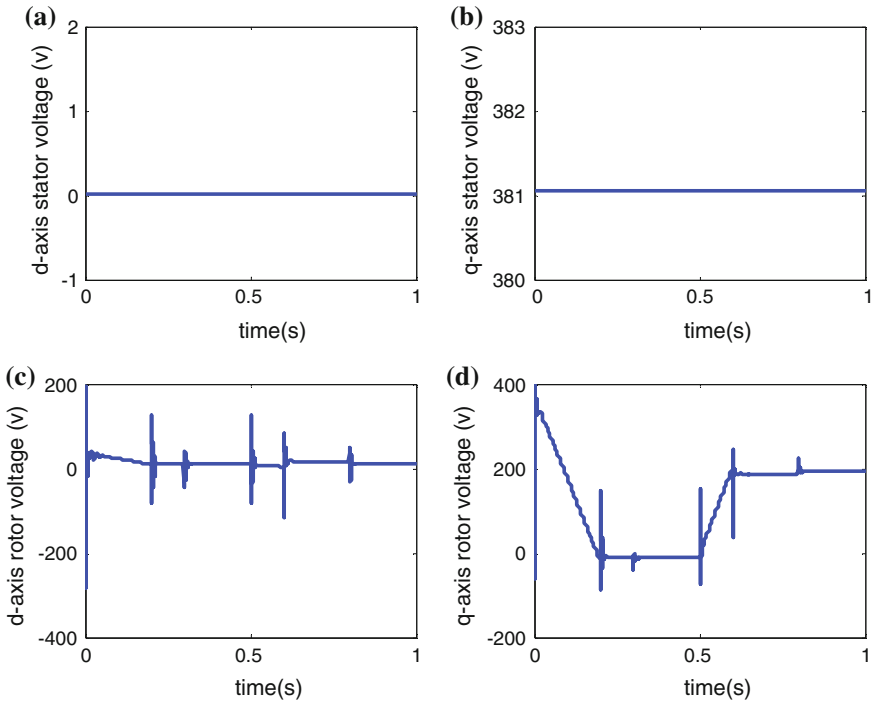 (a)
d-axis stator voltage (v)
2
1
0
-1
0
0.5
1
time(s)
(b)
q-axis stator voltage (v)
383
382
381
380
0
0.5
1
time(s)
(c)
d-axis rotor voltage (v)
200
0
-200
-400
0
0.5
1
time(s)
(d)
q-axis rotor voltage (v)
400
200
0
-200
0
0.5
1
time(s)